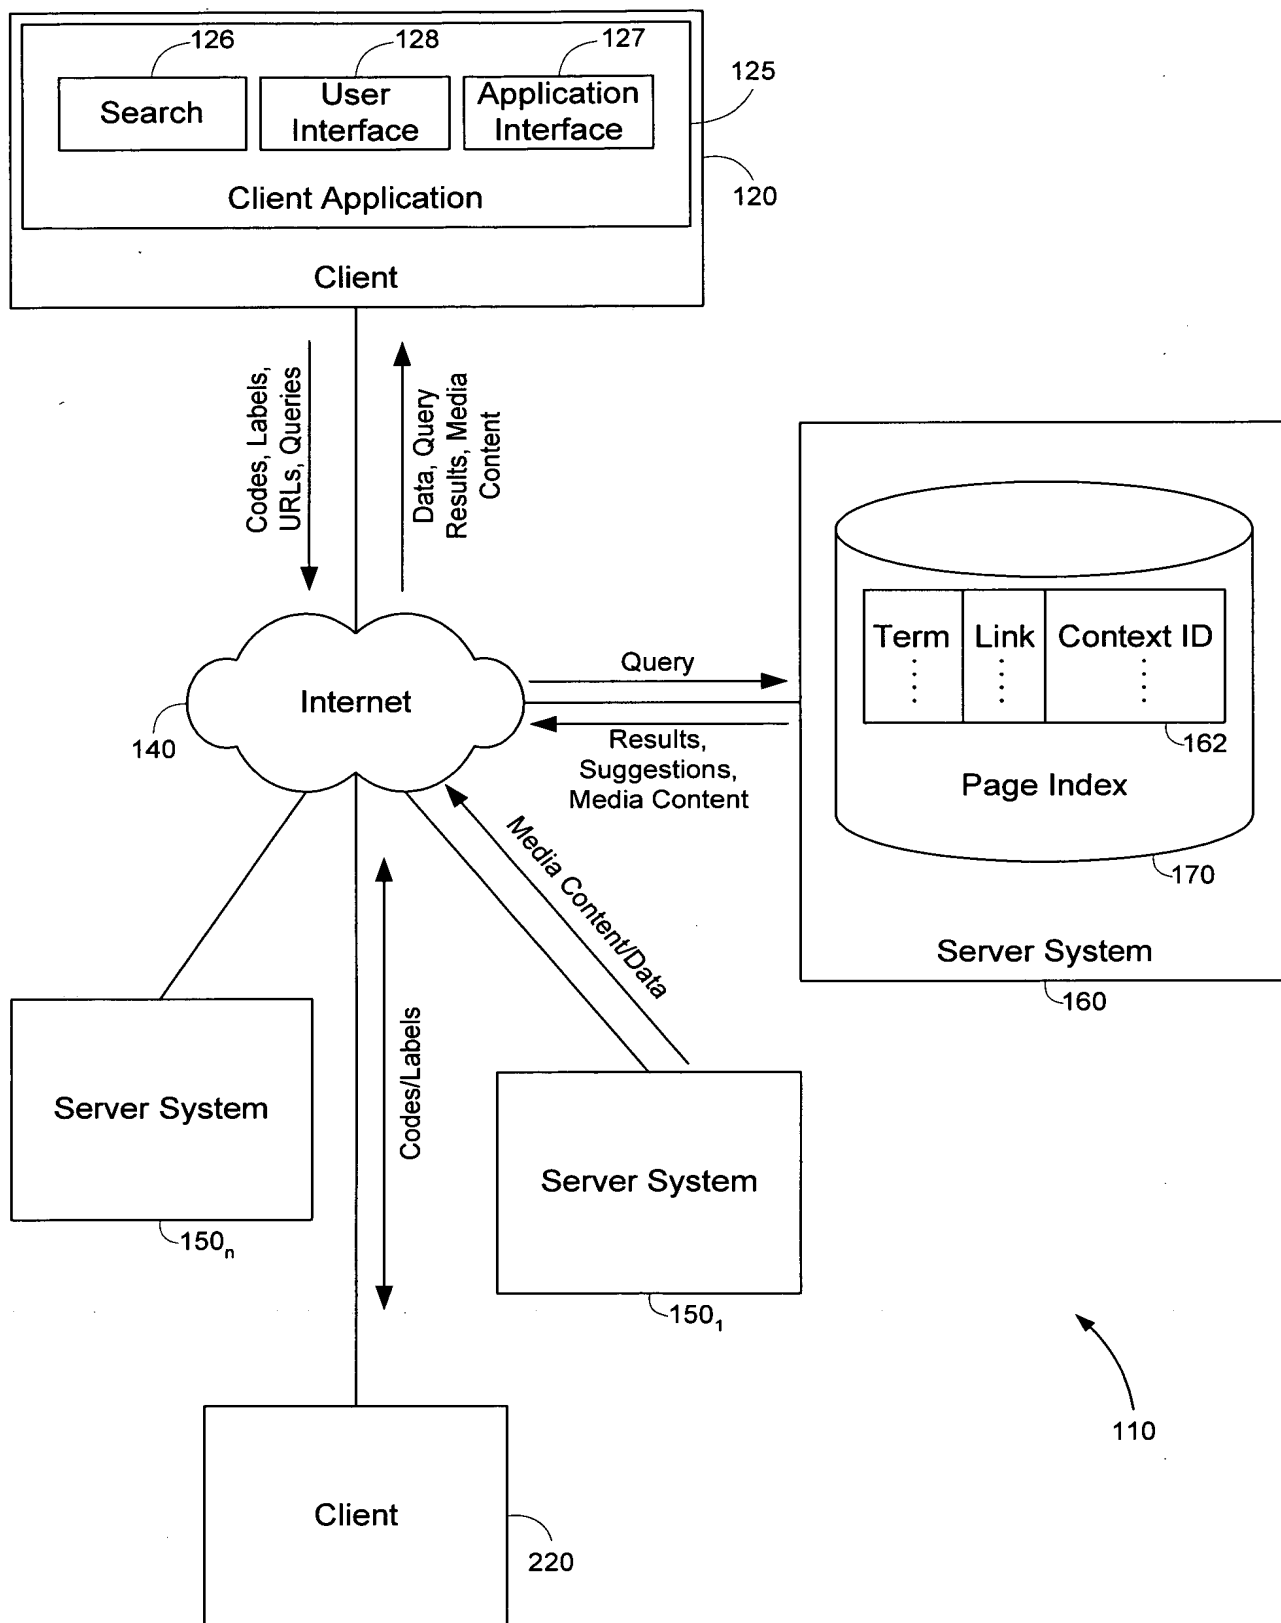 126
128
127
125
120
Search
User
Interface
Application
Interface
Client Application
Client
Codes, Labels,
URLs, Queries
Data, Query
Results, Media
Content
Term
Link
Context ID
162
Page Index
170
Server System
160
Internet
140
Query
Results,
Suggestions,
Media Content
Media Content/Data
Codes/Labels
Server System
150n
Server System
1501
110
Client
220